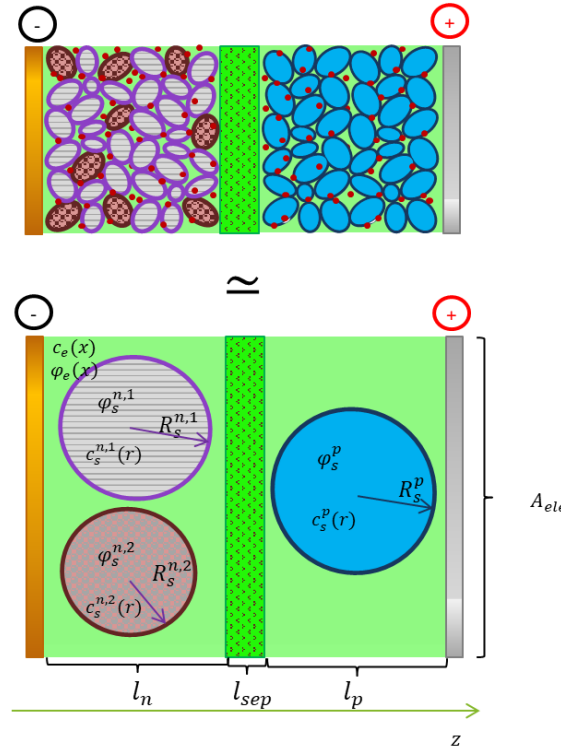 -
+
≃
-
+
c_e(x)
φ_e(x)
φ_s^{n,1}
R_s^{n,1}
c_s^{n,1}(r)
φ_s^p
R_s^p
c_s^p(r)
A_ele
φ_s^{n,2}
R_s^{n,2}
c_s^{n,2}(r)
l_n
l_sep
l_p
z